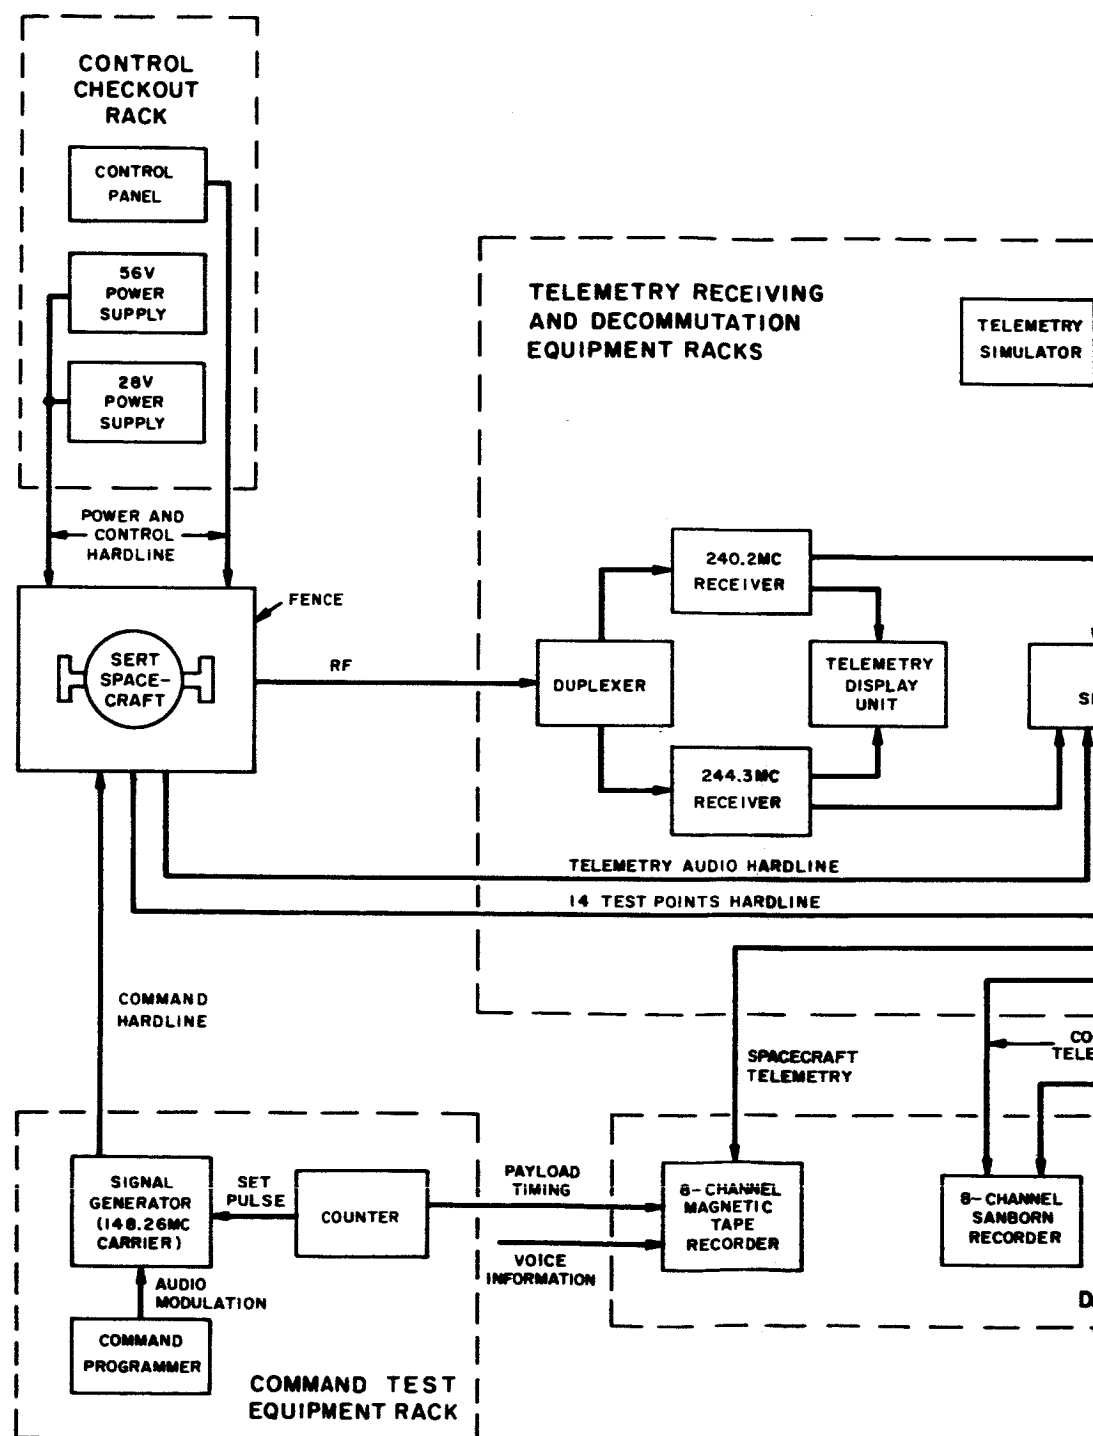 CONTROL
CHECKOUT
RACK
CONTROL
PANEL
56V
POWER
SUPPLY
28V
POWER
SUPPLY
POWER AND
CONTROL
HARDLINE
FENCE
SERT
SPACE-
CRAFT
RF
TELEMETRY RECEIVING
AND DECOMMUTATION
EQUIPMENT RACKS
TELEMETRY
SIMULATOR
240.2MC
RECEIVER
DUPLEXER
TELEMETRY
DISPLAY
UNIT
244.3MC
RECEIVER
TELEMETRY AUDIO HARDLINE
14 TEST POINTS HARDLINE
COMMAND
HARDLINE
SPACECRAFT
TELEMETRY
SIGNAL
GENERATOR
(148.26MC
CARRIER)
SET
PULSE
COUNTER
PAYLOAD
TIMING
VOICE
INFORMATION
8-CHANNEL
MAGNETIC
TAPE
RECORDER
8-CHANNEL
SANBORN
RECORDER
AUDIO
MODULATION
COMMAND
PROGRAMMER
COMMAND TEST
EQUIPMENT RACK